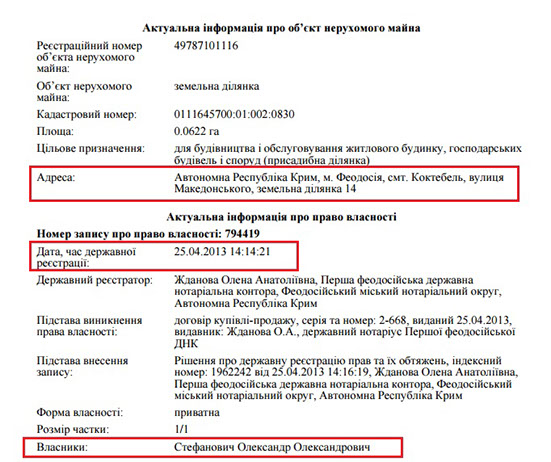 Актуальна інформація про об’єкт нерухомого майна
Реєстраційний номер 49787101116
об’єкта нерухомого
майна:
Об’єкт нерухомого земельна ділянка
майна:
Кадастровий номер: 0111645700:01:002:0830
Площа: 0.0622 га
Цільове призначення: для будівництва і обслуговування житлового будинку, господарських
будівель і споруд (присадибна ділянка)
Адреса: Автономна Республіка Крим, м. Феодосія, смт. Коктебель, вулиця
Македонського, земельна ділянка 14
Актуальна інформація про право власності
Номер запису про право власності: 794419
Дата, час державної 25.04.2013 14:14:21
реєстрації:
Державний реєстратор: Жданова Олена Анатоліївна, Перша феодосійська державна
нотаріальна контора, Феодосійський міський нотаріальний округ,
Автономна Республіка Крим
Підстава виникнення договір купівлі-продажу, серія та номер: 2-668, виданий 25.04.2013,
права власності: видавник: Жданова О.А., державний нотаріус Першої феодосійської
ДНК
Підстава внесення Рішення про державну реєстрацію прав та їх обтяжень, індексний
запису: номер: 1962242 від 25.04.2013 14:16:19, Жданова Олена Анатоліївна,
Перша феодосійська державна нотаріальна контора, Феодосійський
міський нотаріальний округ, Автономна Республіка Крим
Форма власності: приватна
Розмір частки: 1/1
Власники: Стефанович Олександр Олександрович